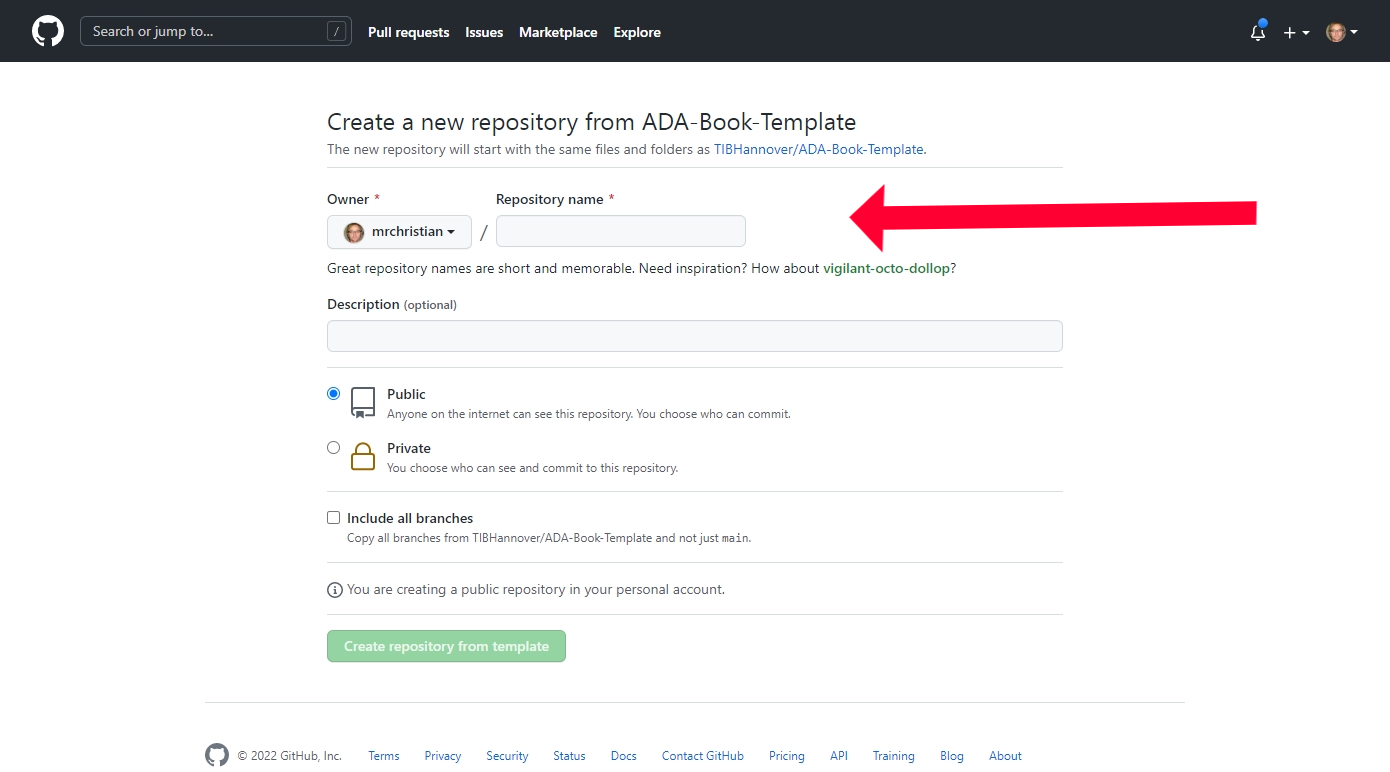 Search or jump to... /
Pull requests Issues Marketplace Explore
Create a new repository from ADA-Book-Template
The new repository will start with the same files and folders as TIBHannover/ADA-Book-Template.
Owner * Repository name *
mrchristian /
Great repository names are short and memorable. Need inspiration? How about vigilant-octo-dollop?
Description (optional)
Public
Anyone on the internet can see this repository. You choose who can commit.
Private
You choose who can see and commit to this repository.
Include all branches
Copy all branches from TIBHannover/ADA-Book-Template and not just main.
You are creating a public repository in your personal account.
Create repository from template
© 2022 GitHub, Inc. Terms Privacy Security Status Docs Contact GitHub Pricing API Training Blog About